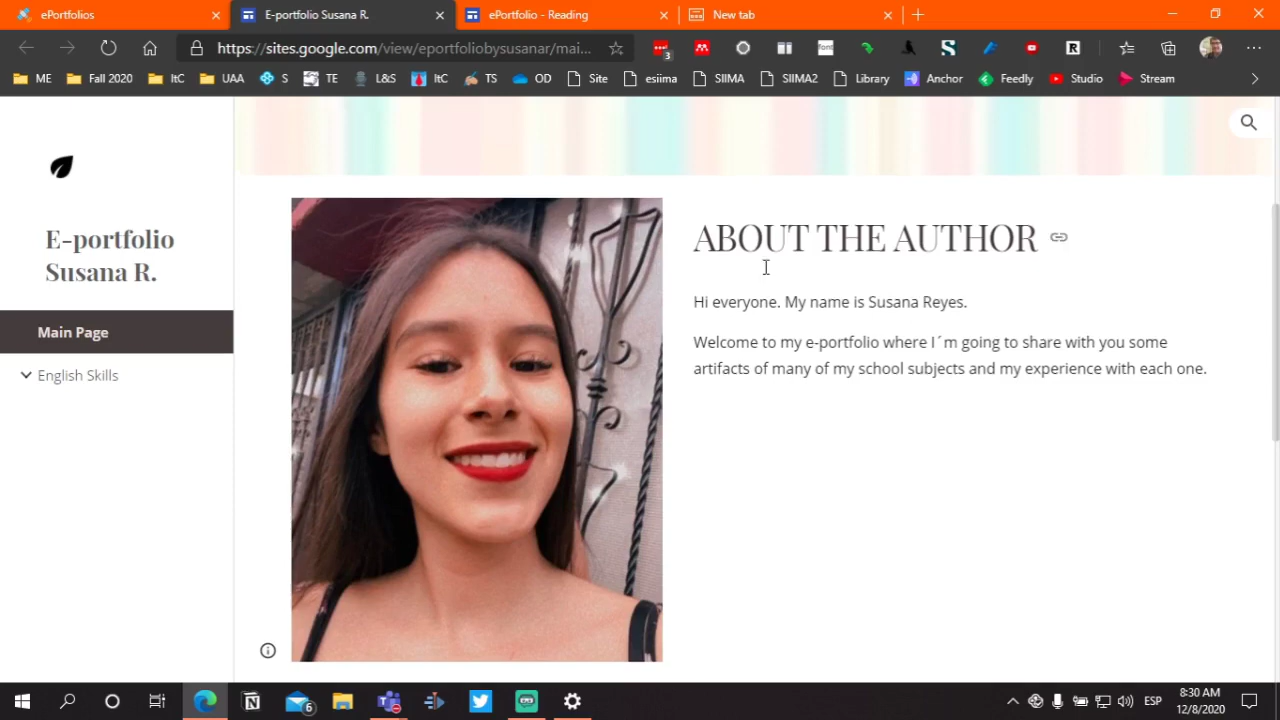 ePortfolios
E-portfolio Susana R.
ePortfolio - Reading
New tab
https://sites.google.com/view/eportfoliobysusanar/mai...
3
ME
Fall 2020
ItC
UAA
S
TE
L&S
ItC
TS
OD
Site
esiima
SIIMA
SIIMA2
Library
Anchor
Feedly
Studio
Stream
E-portfolio
Susana R.
Main Page
English Skills
ABOUT THE AUTHOR
Hi everyone. My name is Susana Reyes.
Welcome to my e-portfolio where I´m going to share with you some
artifacts of many of my school subjects and my experience with each one.
6
ESP
8:30 AM
12/8/2020